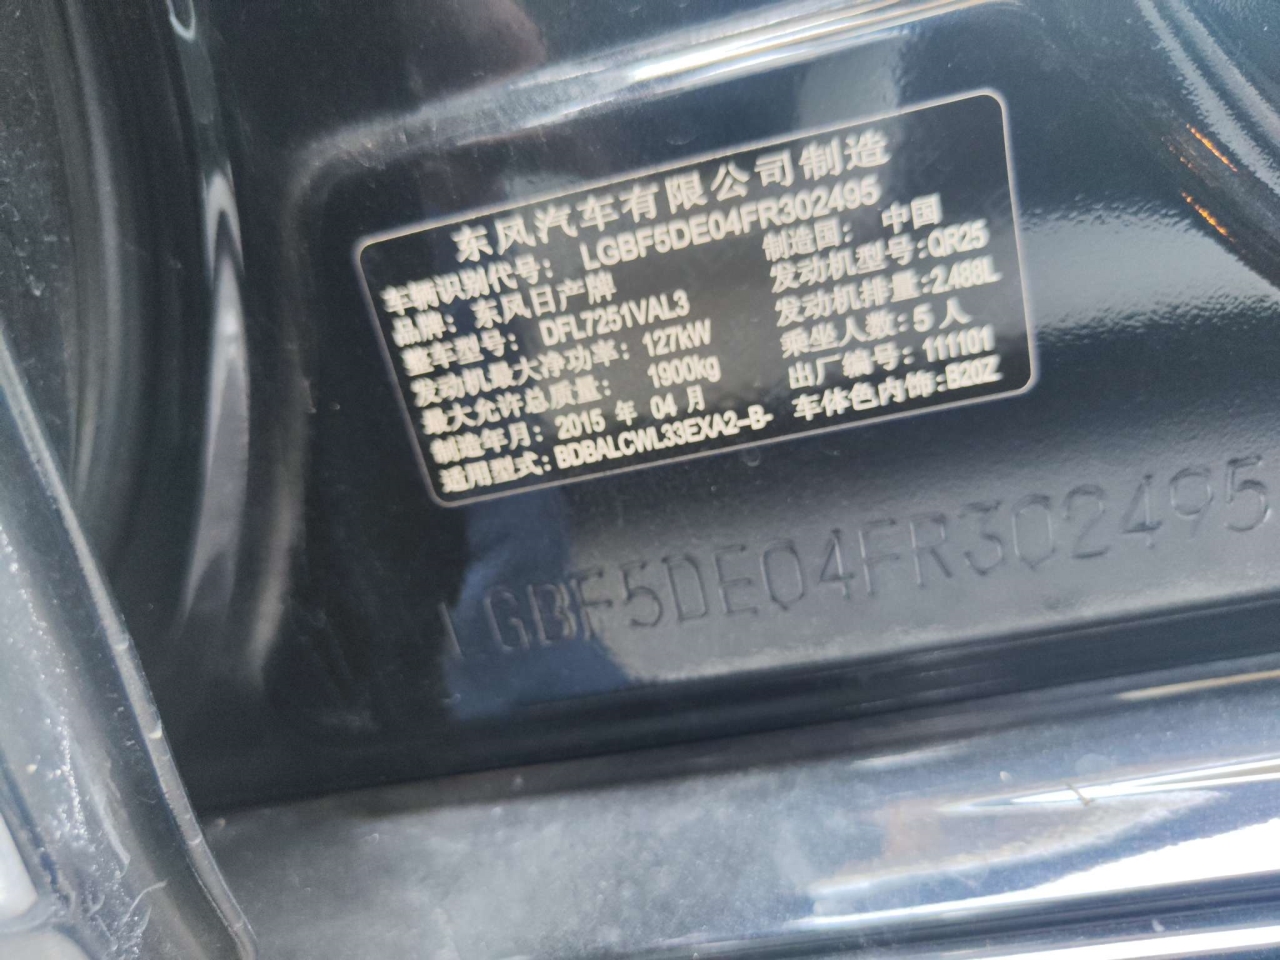 东风汽车有限公司制造
车辆识别代号： LGBF5DE04FR302495
品牌：东风日产牌 制造国： 中国
整车型号： DFL7251VAL3 发动机型号：QR25
发动机最大净功率： 127kW 发动机排量：2.488L
最大允许总质量： 1900kg 乘坐人数：5 人
制造年月：2015 年 04 月 出厂编号：111101
适用型式：BDBALCWL33EXA2-B- 车体色内饰：B20Z
LGBF5DE04FR302495